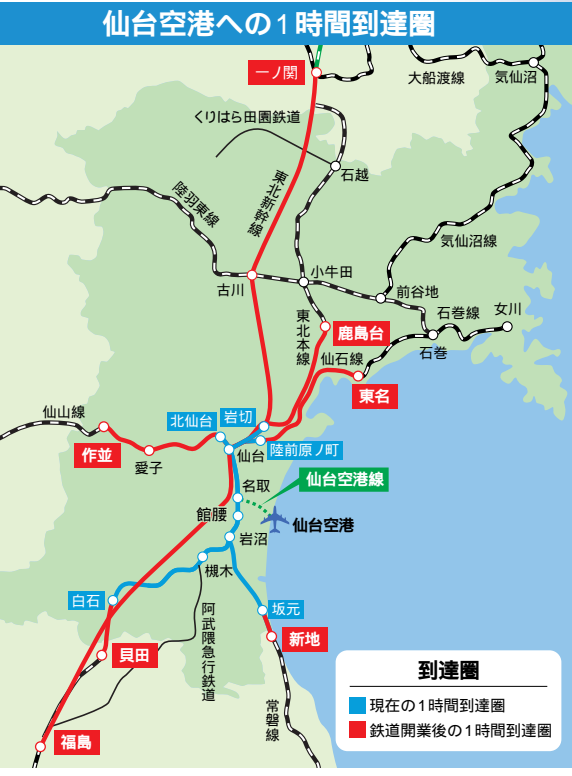 仙台空港への1時間到達圏
一ノ関
大船渡線
気仙沼
くりはら田園鉄道
石越
陸羽東線
東北新幹線
気仙沼線
古川
小牛田
前谷地
石巻線
女川
東北本線
鹿島台
石巻
仙石線
東名
仙山線
北仙台
岩切
作並
愛子
仙台
陸前原ノ町
名取
仙台空港線
館腰
仙台空港
岩沼
槻木
白石
阿武隈急行鉄道
坂元
新地
貝田
福島
常磐線
到達圏
現在の1時間到達圏
鉄道開業後の1時間到達圏